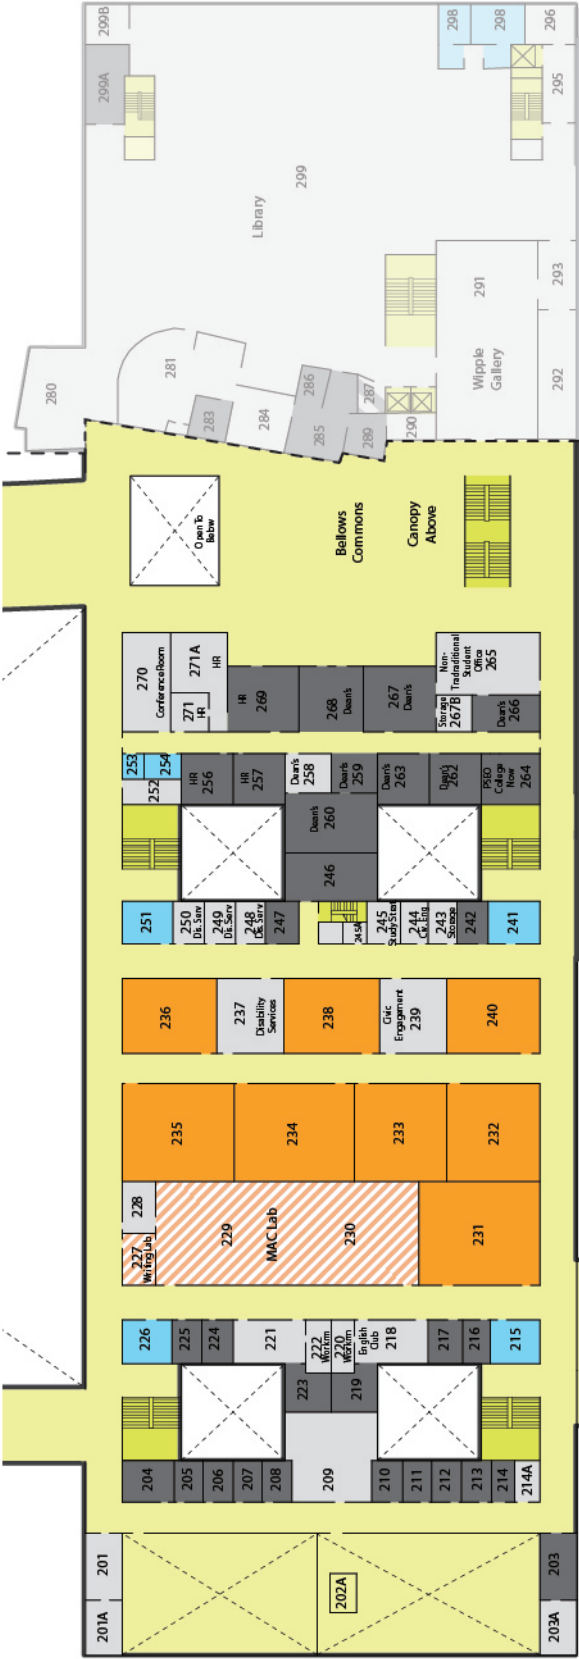 299B
299A
298
298
296
295
299
Library
291
293
Wipple
Gallery
292
280
281
283
284
285
286
287
289
290
Open To
Below
Bellows
Commons
Canopy
Above
270
Conference Room
271A
HR
271
HR
HR
269
268
Dean's
267
Dean's
Non-
Tradraditional
Student
Office
265
Storage
267B
Dean's
266
253
254
252
HR
256
HR
257
Dean's
258
Dean's
259
Dean's
263
Dean's
262
PSEO
College
Now
264
Dean's
260
246
251
250
Dis. Serv
249
Dis. Serv
248
Dis. Serv
247
245A
245
Study Strat
244
Civ. Eng
243
Storage
242
241
236
237
Disability
Services
238
Civic
Engagement
239
240
235
234
233
232
228
227
Writing Lab
229
MAC Lab
230
231
226
225
224
221
222
Workrm
220
Workrm
English
Club
218
217
216
215
223
219
204
205
206
207
208
209
210
211
212
213
214
214A
201
201A
202A
203
203A